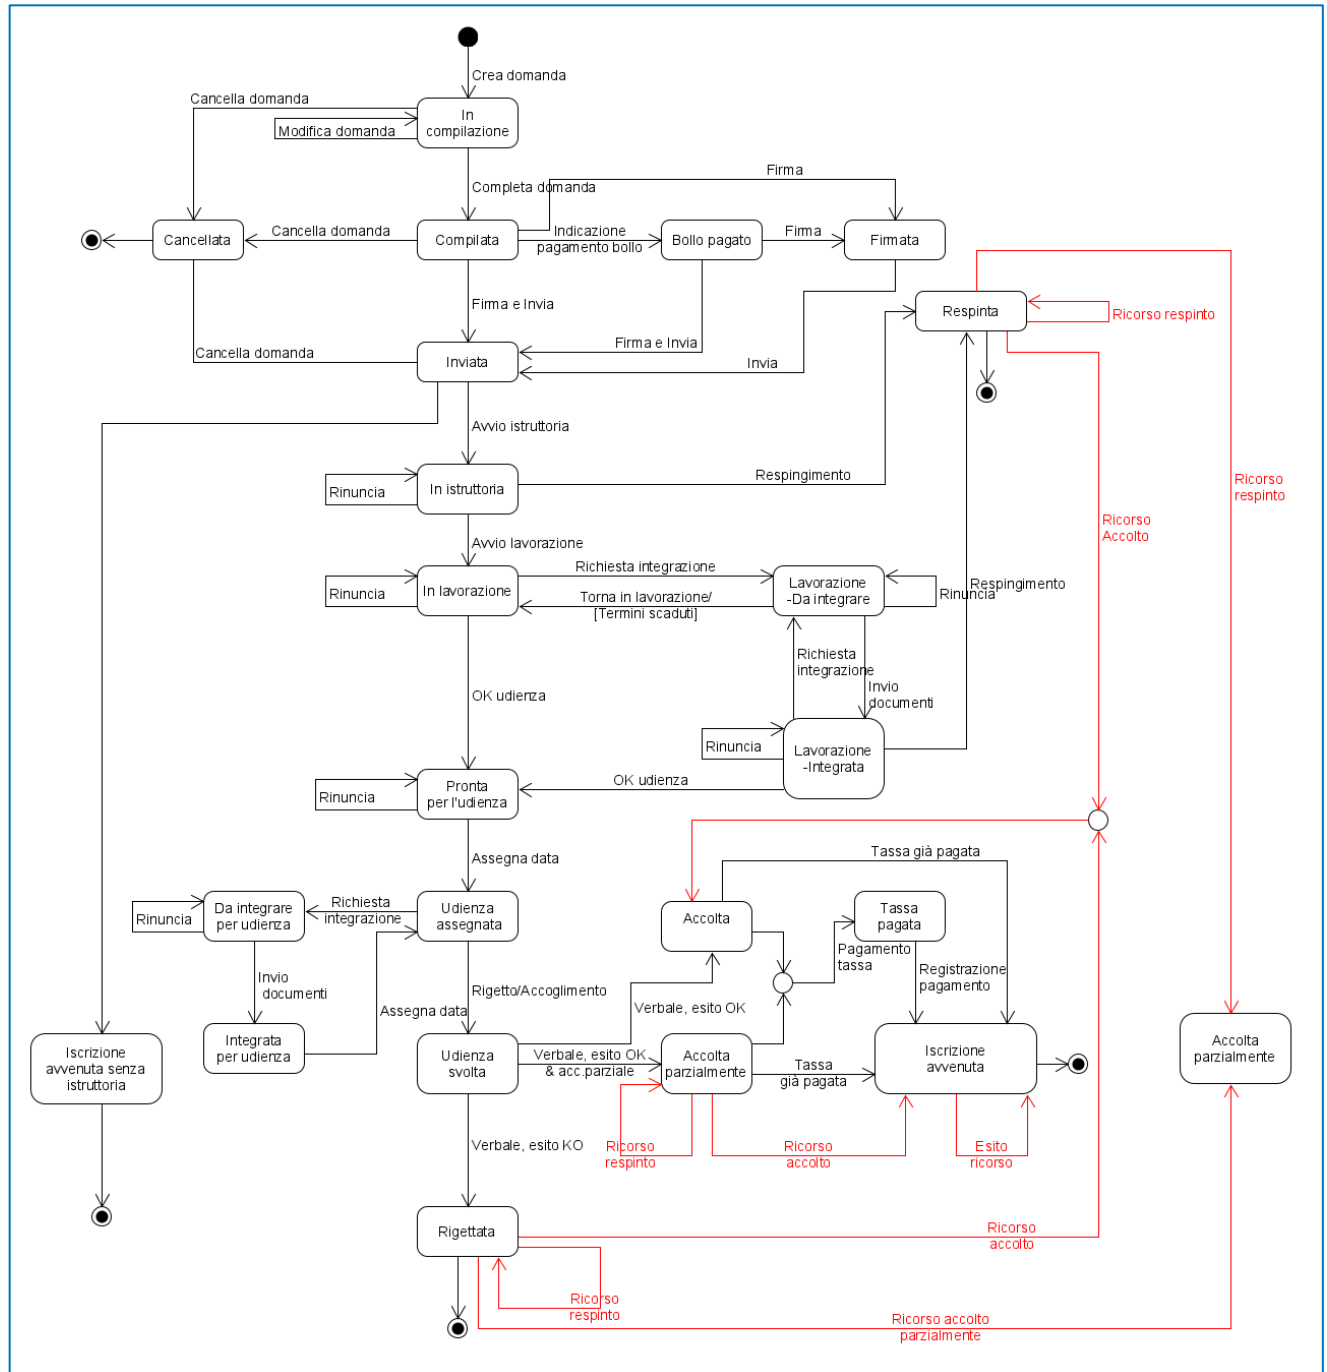 Crea domanda
Cancella domanda
In
compilazione
Modifica domanda
Firma
Completa domanda
Cancellata
Cancella domanda
Compilata
Indicazione
pagamento bollo
Bollo pagato
Firma
Firmata
Firma e Invia
Respinta
Ricorso respinto
Cancella domanda
Firma e Invia
Inviata
Invia
Avvio istruttoria
Rinuncia
In istruttoria
Respingimento
Ricorso
respinto
Ricorso
Accolto
Avvio lavorazione
Rinuncia
In lavorazione
Richiesta integrazione
Torna in lavorazione/
[Termini scaduti]
Lavorazione
-Da integrare
Rinuncia
Respingimento
Richiesta
integrazione
Invio
documenti
OK udienza
Rinuncia
Lavorazione
-Integrata
Rinuncia
Pronta
per l'udienza
OK udienza
Assegna data
Tassa già pagata
Rinuncia
Da integrare
per udienza
Richiesta
integrazione
Udienza
assegnata
Accolta
Tassa
pagata
Pagamento
tassa
Invio
documenti
Rigetto/Accoglimento
Registrazione
pagamento
Assegna data
Verbale, esito OK
Iscrizione
avvenuta senza
istruttoria
Integrata
per udienza
Udienza
svolta
Verbale, esito OK
& acc.parziale
Accolta
parzialmente
Tassa
già pagata
Iscrizione
avvenuta
Accolta
parzialmente
Verbale, esito KO
Ricorso
respinto
Ricorso
accolto
Esito
ricorso
Rigettata
Ricorso
accolto
Ricorso
respinto
Ricorso accolto
parzialmente